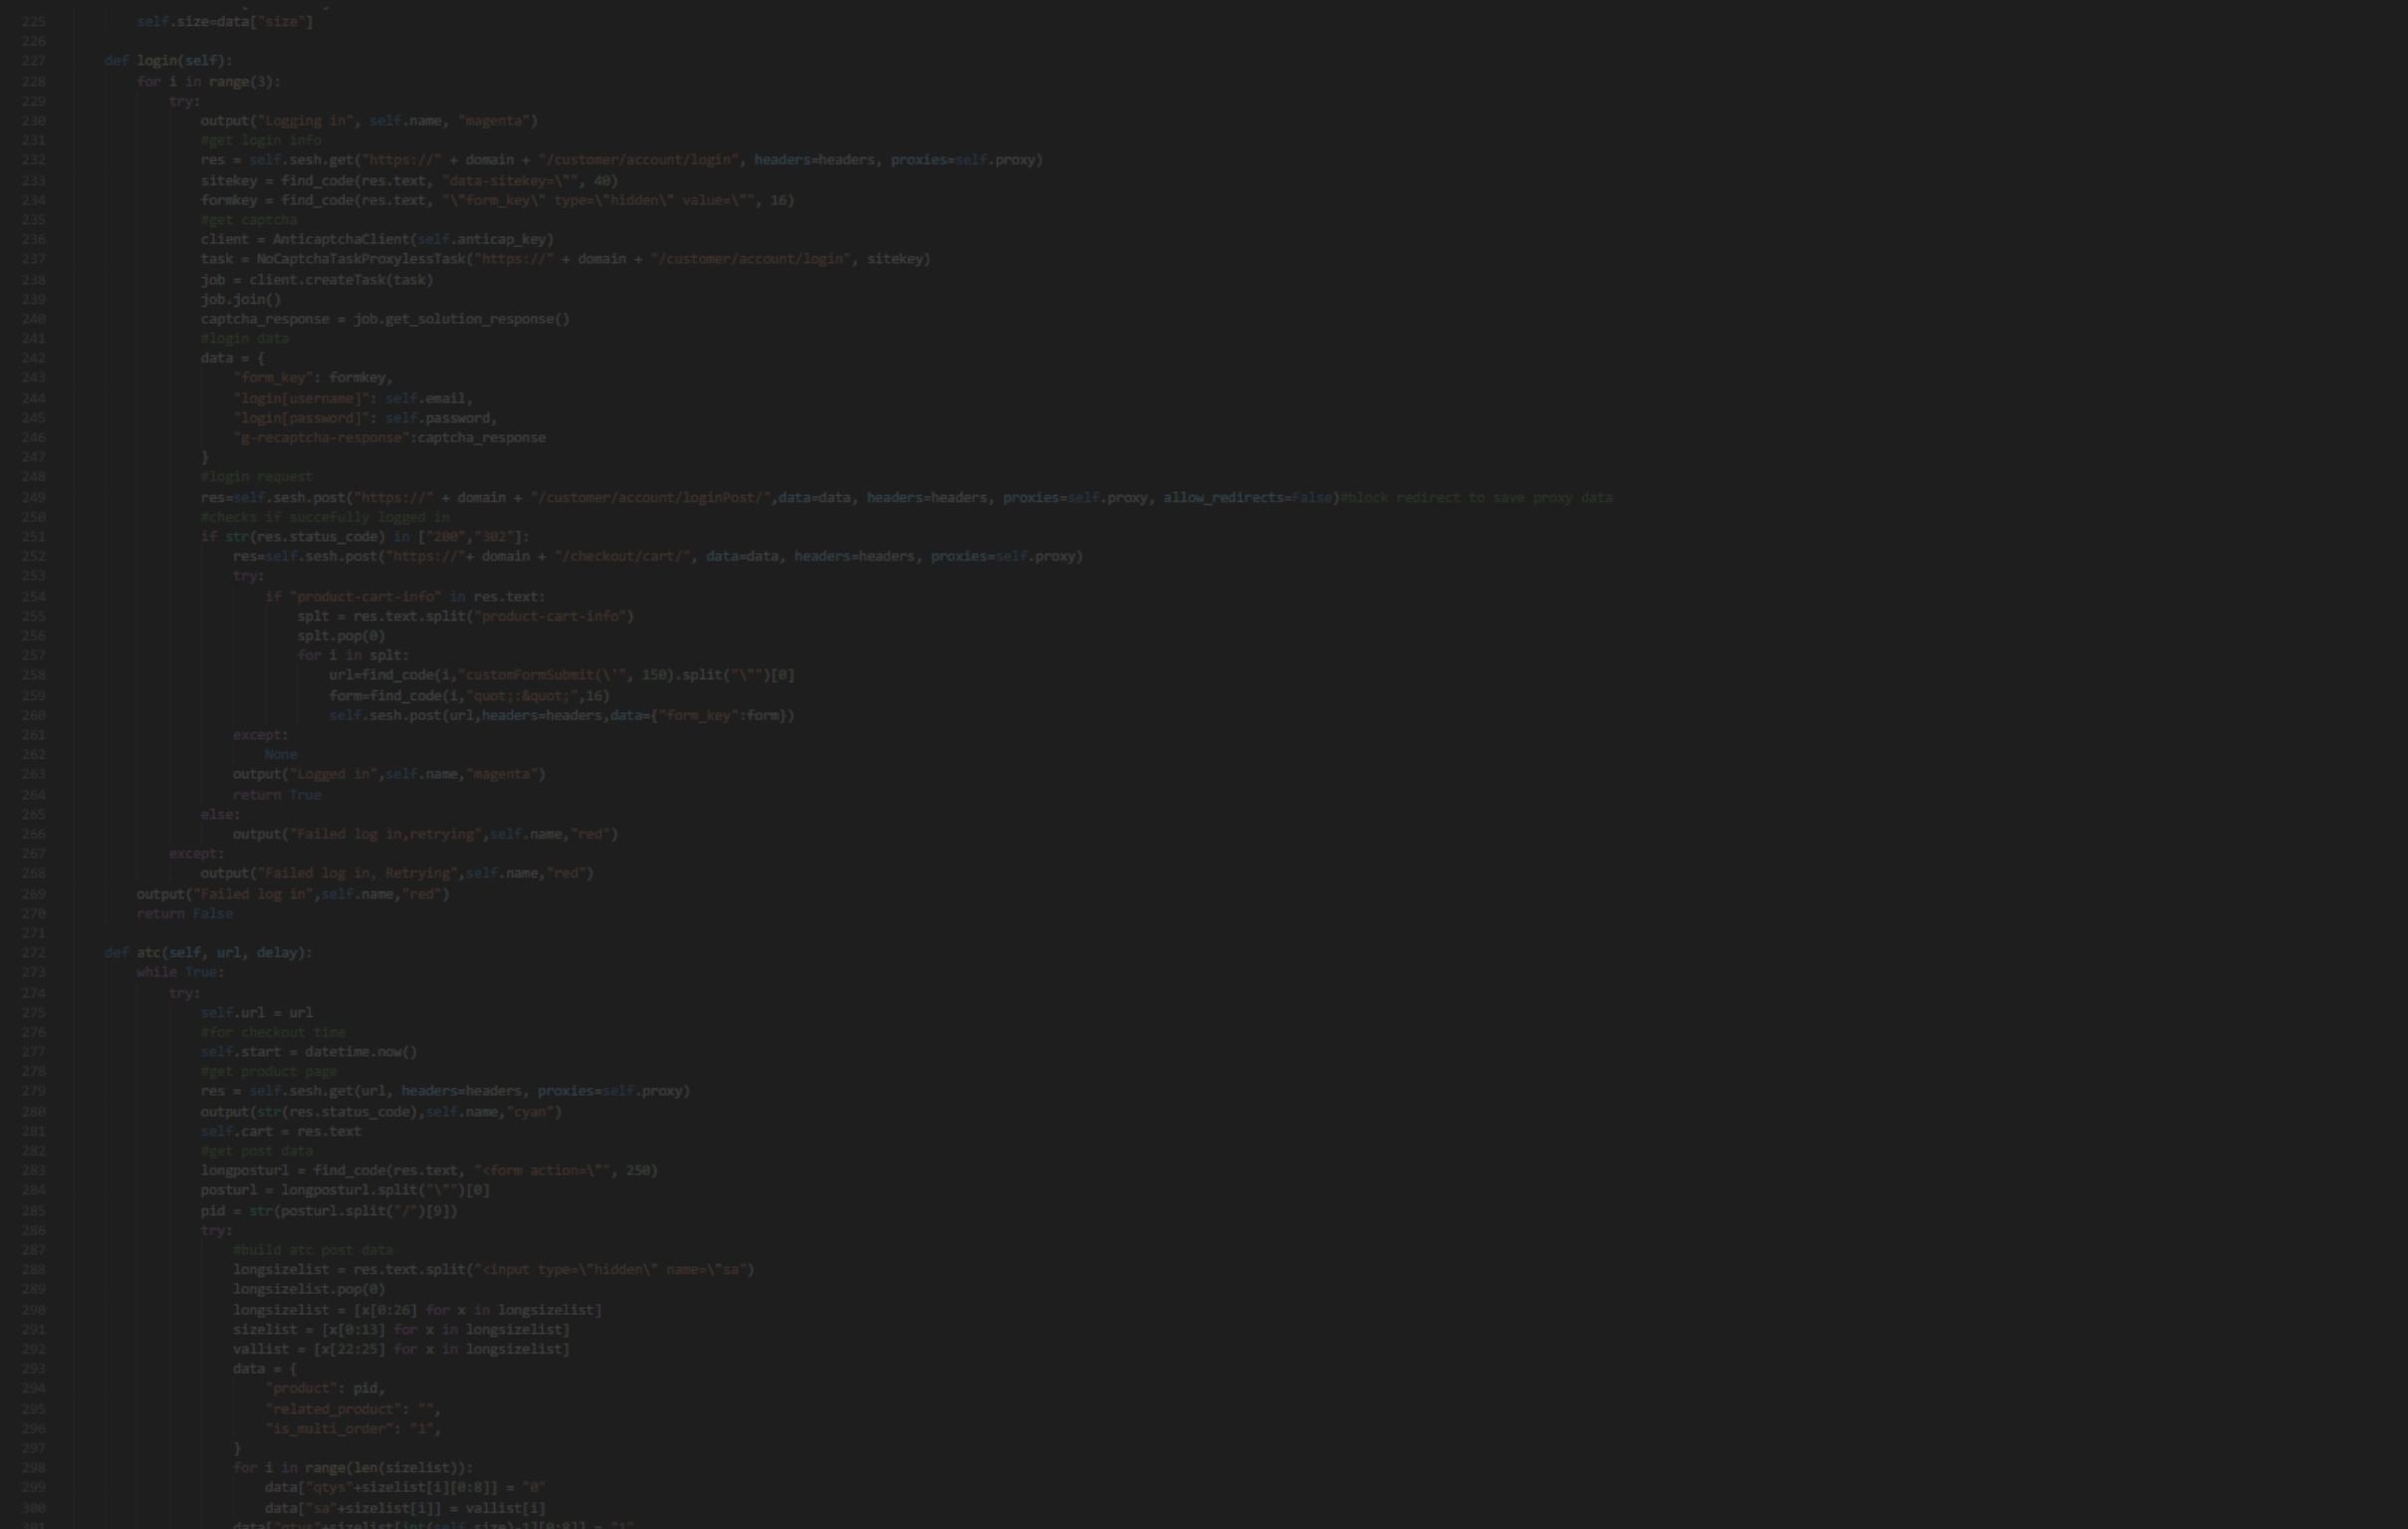 225 self.size=data["size"]
226
227 def login(self):
228 for i in range(3):
229 try:
230 output("Logging in", self.name, "magenta")
231 #get login info
232 res = self.sesh.get("https://" + domain + "/customer/account/login", headers=headers, proxies=self.proxy)
233 sitekey = find_code(res.text, "data-sitekey=\"", 40)
234 formkey = find_code(res.text, "\"form_key\" type=\"hidden\" value=\"", 16)
235 #get captcha
236 client = AnticaptchaClient(self.anticap_key)
237 task = NoCaptchaTaskProxylessTask("https://" + domain + "/customer/account/login", sitekey)
238 job = client.createTask(task)
239 job.join()
240 captcha_response = job.get_solution_response()
241 #login data
242 data = {
243 "form_key": formkey,
244 "login[username]": self.email,
245 "login[password]": self.password,
246 "g-recaptcha-response":captcha_response
247 }
248 #login request
249 res=self.sesh.post("https://" + domain + "/customer/account/loginPost/",data=data, headers=headers, proxies=self.proxy, allow_redirects=False)#block redirect to save proxy data
250 #checks if succefully logged in
251 if str(res.status_code) in ["200","302"]:
252 res=self.sesh.post("https://"+ domain + "/checkout/cart/", data=data, headers=headers, proxies=self.proxy)
253 try:
254 if "product-cart-info" in res.text:
255 splt = res.text.split("product-cart-info")
256 splt.pop(0)
257 for i in splt:
258 url=find_code(i,"customFormSubmit(\'", 150).split("\"")[0]
259 form=find_code(i,"quot;:&quot;",16)
260 self.sesh.post(url,headers=headers,data={"form_key":form})
261 except:
262 None
263 output("Logged in",self.name,"magenta")
264 return True
265 else:
266 output("Failed log in,retrying",self.name,"red")
267 except:
268 output("Failed log in, Retrying",self.name,"red")
269 output("Failed log in",self.name,"red")
270 return False
271
272 def atc(self, url, delay):
273 while True:
274 try:
275 self.url = url
276 #for checkout time
277 self.start = datetime.now()
278 #get product page
279 res = self.sesh.get(url, headers=headers, proxies=self.proxy)
280 output(str(res.status_code),self.name,"cyan")
281 self.cart = res.text
282 #get post data
283 longposturl = find_code(res.text, "<form action=\"", 250)
284 posturl = longposturl.split("\"")[0]
285 pid = str(posturl.split("/")[9])
286 try:
287 #build atc post data
288 longsizelist = res.text.split("<input type=\"hidden\" name=\"sa")
289 longsizelist.pop(0)
290 longsizelist = [x[0:26] for x in longsizelist]
291 sizelist = [x[0:13] for x in longsizelist]
292 vallist = [x[22:25] for x in longsizelist]
293 data = {
294 "product": pid,
295 "related_product": "",
296 "is_multi_order": "1",
297 }
298 for i in range(len(sizelist)):
299 data["qtys"+sizelist[i][0:8]] = "0"
300 data["sa"+sizelist[i]] = vallist[i]
301 data["qtys"+sizelist[int(self.size)-1][0:8]] = "1"